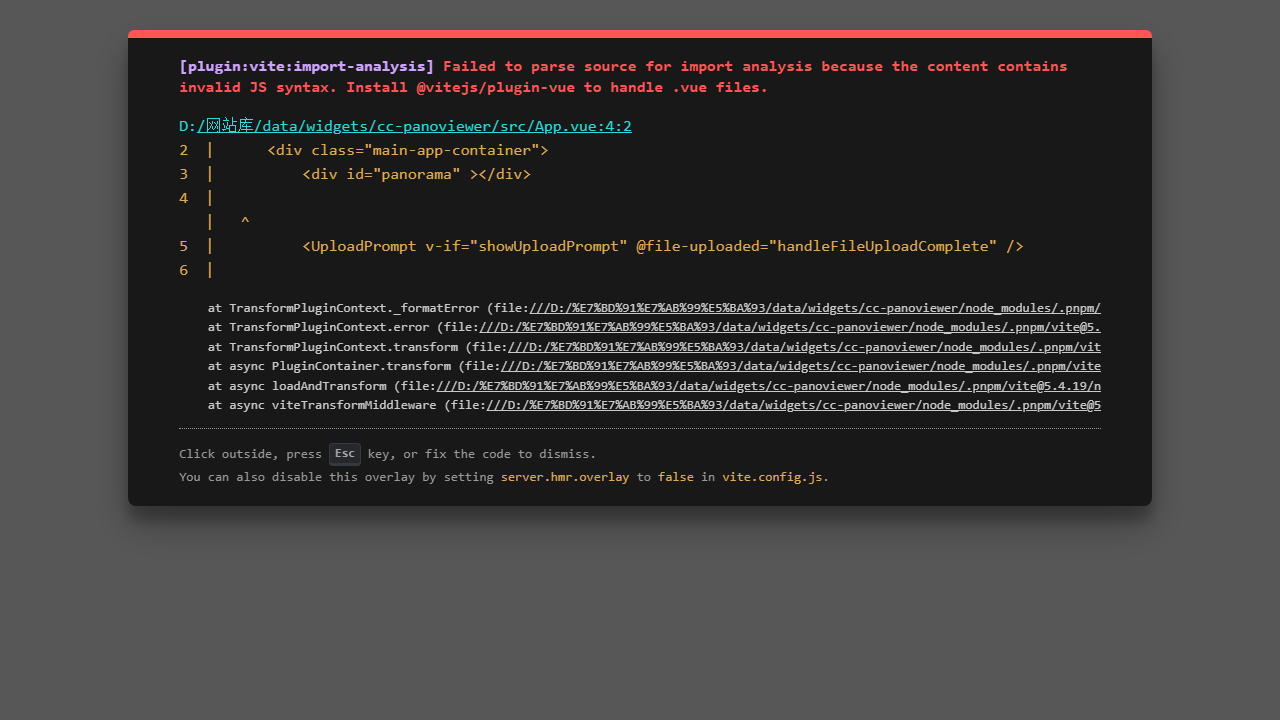 [plugin:vite:import-analysis] Failed to parse source for import analysis because the content contains
invalid JS syntax. Install @vitejs/plugin-vue to handle .vue files.
D:/网站库/data/widgets/cc-panoviewer/src/App.vue:4:2
2  |      <div class="main-app-container">
3  |          <div id="panorama" ></div>
4  |
   |   ^
5  |          <UploadPrompt v-if="showUploadPrompt" @file-uploaded="handleFileUploadComplete" />
6  |
at TransformPluginContext._formatError (file:///D:/%E7%BD%91%E7%AB%99%E5%BA%93/data/widgets/cc-panoviewer/node_modules/.pnpm/
at TransformPluginContext.error (file:///D:/%E7%BD%91%E7%AB%99%E5%BA%93/data/widgets/cc-panoviewer/node_modules/.pnpm/vite@5.
at TransformPluginContext.transform (file:///D:/%E7%BD%91%E7%AB%99%E5%BA%93/data/widgets/cc-panoviewer/node_modules/.pnpm/vit
at async PluginContainer.transform (file:///D:/%E7%BD%91%E7%AB%99%E5%BA%93/data/widgets/cc-panoviewer/node_modules/.pnpm/vite
at async loadAndTransform (file:///D:/%E7%BD%91%E7%AB%99%E5%BA%93/data/widgets/cc-panoviewer/node_modules/.pnpm/vite@5.4.19/n
at async viteTransformMiddleware (file:///D:/%E7%BD%91%E7%AB%99%E5%BA%93/data/widgets/cc-panoviewer/node_modules/.pnpm/vite@5
Click outside, press Esc key, or fix the code to dismiss.
You can also disable this overlay by setting server.hmr.overlay to false in vite.config.js.